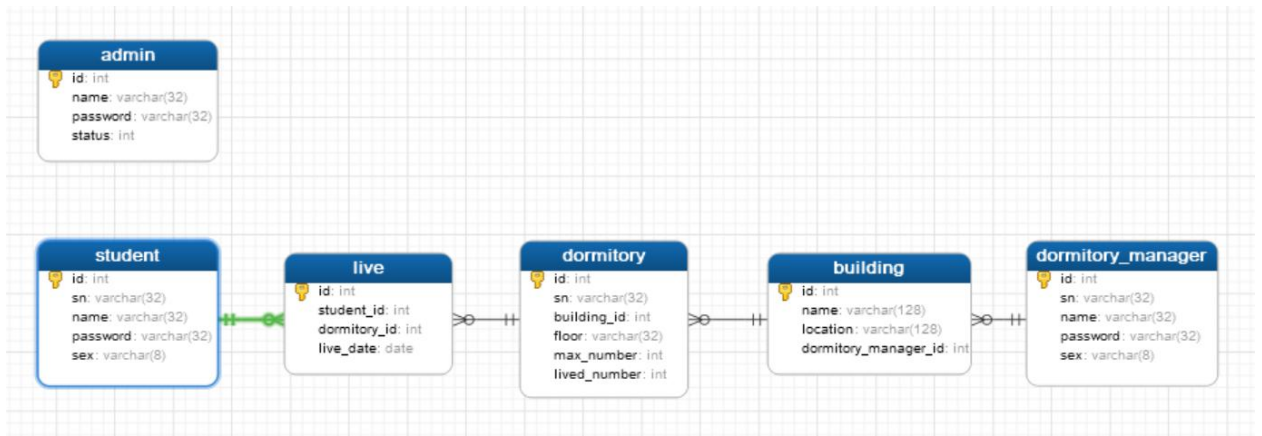 admin
id: int
name: varchar(32)
password: varchar(32)
status: int
student
id: int
sn: varchar(32)
name: varchar(32)
password: varchar(32)
sex: varchar(8)
live
id: int
student_id: int
dormitory_id: int
live_date: date
dormitory
id: int
sn: varchar(32)
building_id: int
floor: varchar(32)
max_number: int
lived_number: int
building
id: int
name: varchar(128)
location: varchar(128)
dormitory_manager_id: int
dormitory_manager
id: int
sn: varchar(32)
name: varchar(32)
password: varchar(32)
sex: varchar(8)